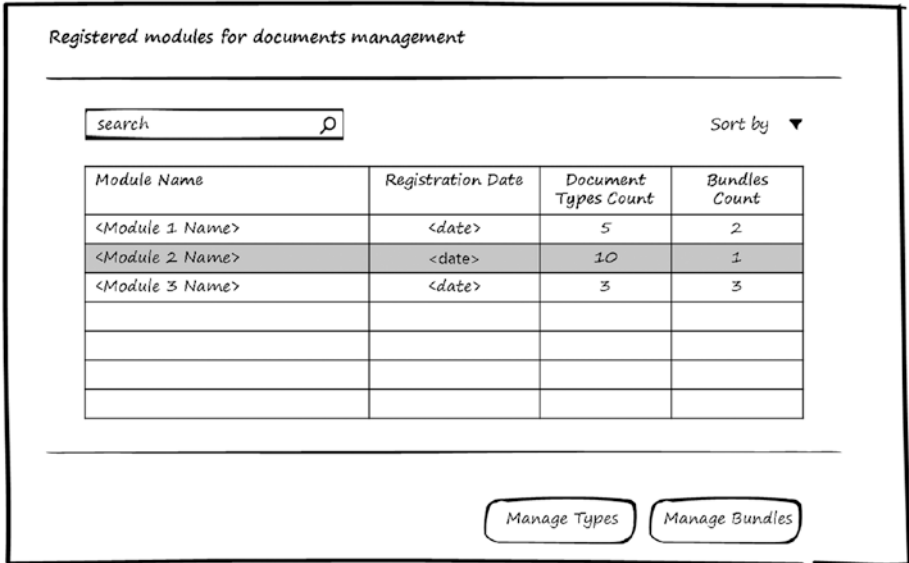 Registered modules for documents management
search
Sort by
Module Name Registration Date Document Types Count Bundles Count
<Module 1 Name> <date> 5 2
<Module 2 Name> <date> 10 1
<Module 3 Name> <date> 3 3
Manage Types Manage Bundles